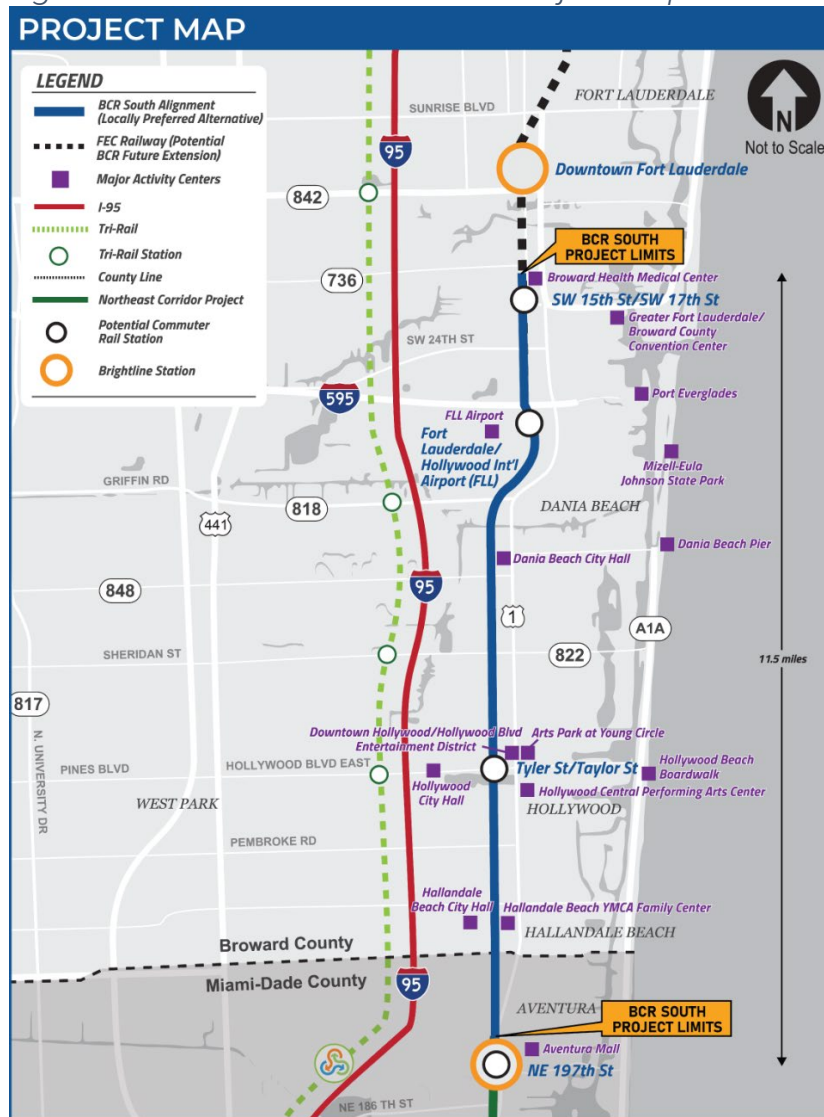 PROJECT MAP
LEGEND
BCR South Alignment
(Locally Preferred Alternative)
FEC Railway (Potential
BCR Future Extension)
Major Activity Centers
I-95
Tri-Rail
Tri-Rail Station
County Line
Northeast Corridor Project
Potential Commuter
Rail Station
Brightline Station
N
Not to Scale
FORT LAUDERDALE
SUNRISE BLVD
95
Downtown Fort Lauderdale
842
BCR SOUTH
PROJECT LIMITS
Broward Health Medical Center
736
SW 15th St/SW 17th St
Greater Fort Lauderdale/
Broward County
Convention Center
SW 24TH ST
595
Port Everglades
FLL Airport
Fort
Lauderdale/
Hollywood Int'l
Airport (FLL)
Mizell-Eula
Johnson State Park
GRIFFIN RD
818
441
DANIA BEACH
Dania Beach Pier
Dania Beach City Hall
848
95
1
A1A
SHERIDAN ST
822
11.5 miles
817
N. UNIVERSITY DR
Downtown Hollywood/Hollywood Blvd
Entertainment District
Arts Park at Young Circle
PINES BLVD
HOLLYWOOD BLVD EAST
Tyler St/Taylor St
Hollywood Beach
Boardwalk
Hollywood
City Hall
Hollywood Central Performing Arts Center
WEST PARK
HOLLYWOOD
PEMBROKE RD
Hallandale
Beach City Hall
Hallandale Beach YMCA Family Center
HALLANDALE BEACH
Broward County
Miami-Dade County
95
AVENTURA
BCR SOUTH
PROJECT LIMITS
Aventura Mall
NE 197th St
NE 186 TH ST